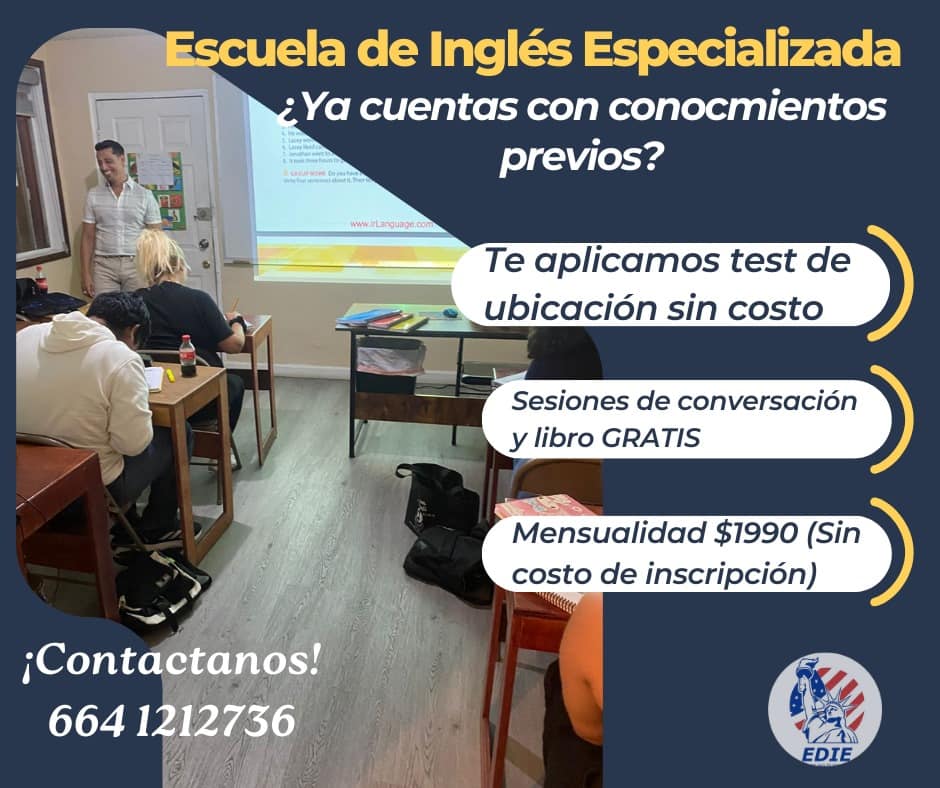 Escuela de Inglés Especializada
¿Ya cuentas con conocmientos
previos?
www.irLanguage.com
Te aplicamos test de
ubicación sin costo
Sesiones de conversación
y libro GRATIS
Mensualidad $1990 (Sin
costo de inscripción)
¡Contactanos!
664 1212736
EDIE